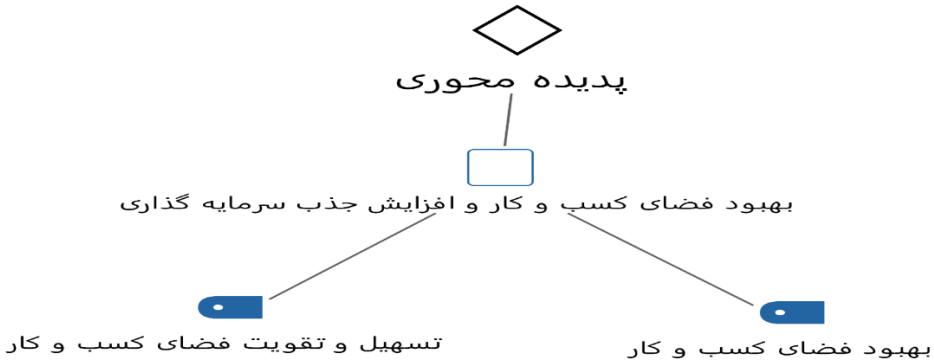 پدیده محوری
بهبود فضای کسب و کار و افزایش جذب سرمایه گذاری
بهبود فضای کسب و کار
تسهیل و تقویت فضای کسب و کار